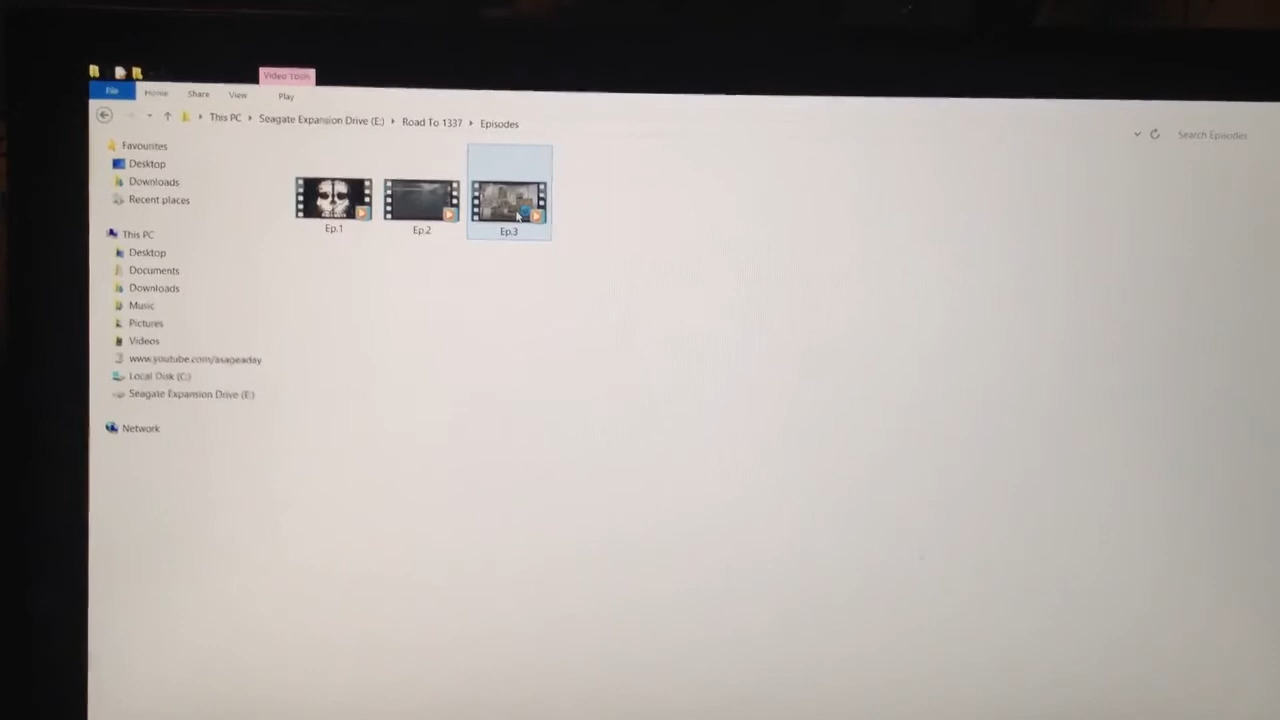 Video Tools
File Home Share View Play
This PC Seagate Expansion Drive (E:) Road To 1337 Episodes
Search Episodes
Favourites
Desktop
Downloads
Recent places
This PC
Desktop
Documents
Downloads
Music
Pictures
Videos
www.youtube.com/asageaday
Local Disk (C:)
Seagate Expansion Drive (E:)
Network
Ep.1 Ep.2 Ep.3